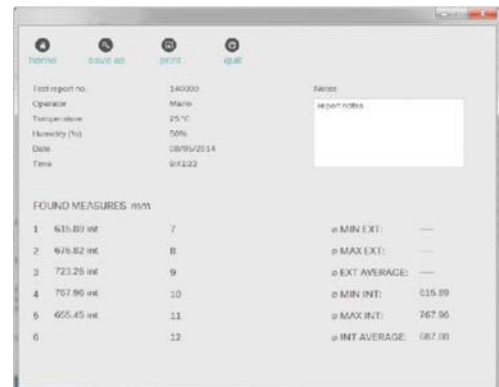 home save as print quit
Test report no. 140000 Notes
Operator Mario report notes
Temperature 25 °C
Humidity (%) 50%
Date 08/05/2014
Time
FOUND MEASURES mm
1 615.89 int 7 ø MIN EXT: ----
2 676.82 int 8 ø MAX EXT: ----
3 723.26 int 9 ø EXT AVERAGE: ----
4 767.96 int 10 ø MIN INT: 615.89
5 655.45 int 11 ø MAX INT: 767.96
6 12 ø INT AVERAGE: